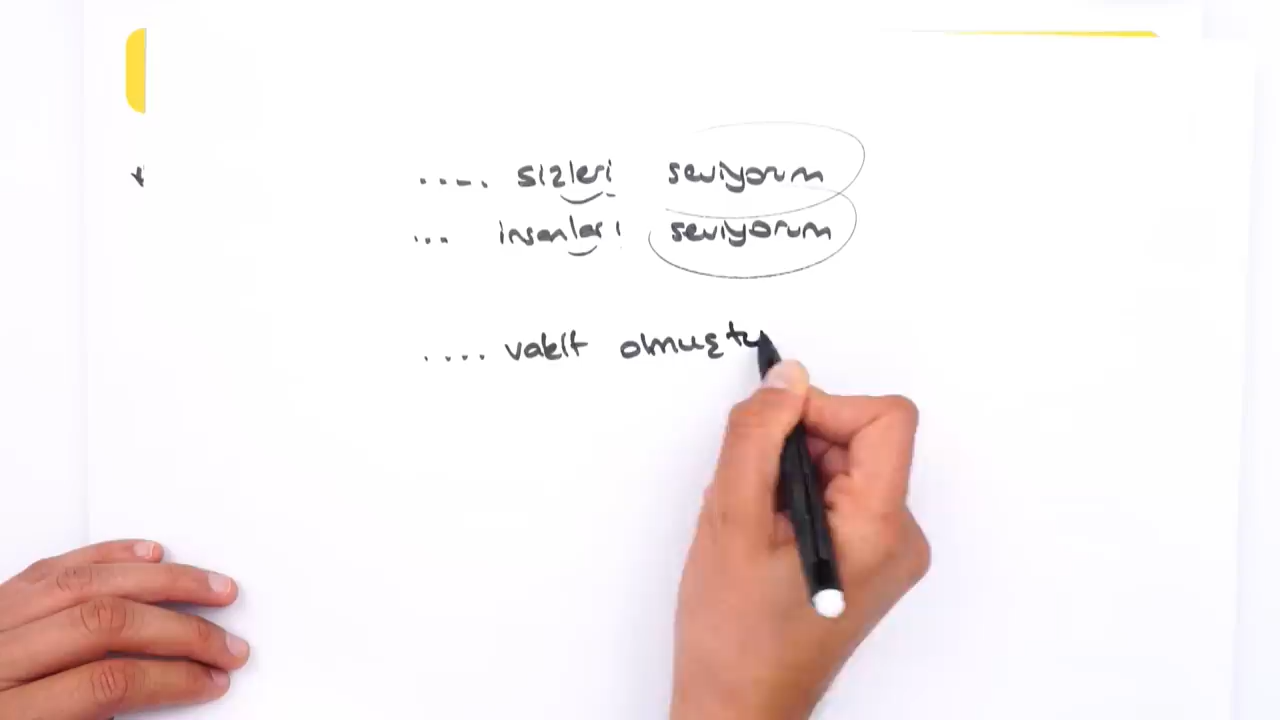 .... sizleri seviyorum
... insanları seviyorum
.... vakit olmuştu